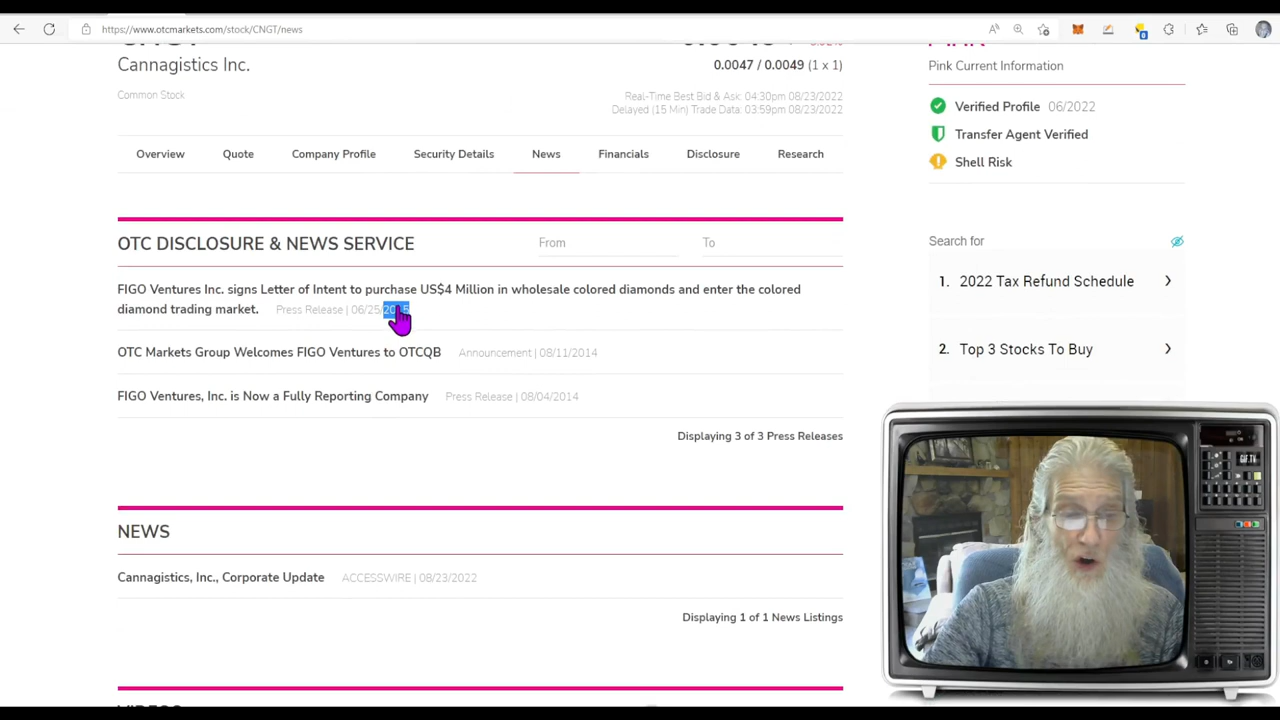 https://www.otcmarkets.com/stock/CNGT/news
Cannagistics Inc.
0.0047 / 0.0049 (1 x 1)
Common Stock
Real-Time Best Bid & Ask: 04:30pm 08/23/2022
Delayed (15 Min) Trade Data: 03:59pm 08/23/2022
Overview Quote Company Profile Security Details News Financials Disclosure Research
Pink Current Information
Verified Profile 06/2022
Transfer Agent Verified
Shell Risk
OTC DISCLOSURE & NEWS SERVICE From To
FIGO Ventures Inc. signs Letter of Intent to purchase US$4 Million in wholesale colored diamonds and enter the colored
diamond trading market. Press Release | 06/25/
OTC Markets Group Welcomes FIGO Ventures to OTCQB Announcement | 08/11/2014
FIGO Ventures, Inc. is Now a Fully Reporting Company Press Release | 08/04/2014
Displaying 3 of 3 Press Releases
NEWS
Cannagistics, Inc., Corporate Update ACCESSWIRE | 08/23/2022
Displaying 1 of 1 News Listings
Search for
1. 2022 Tax Refund Schedule
2. Top 3 Stocks To Buy
GIF.TV